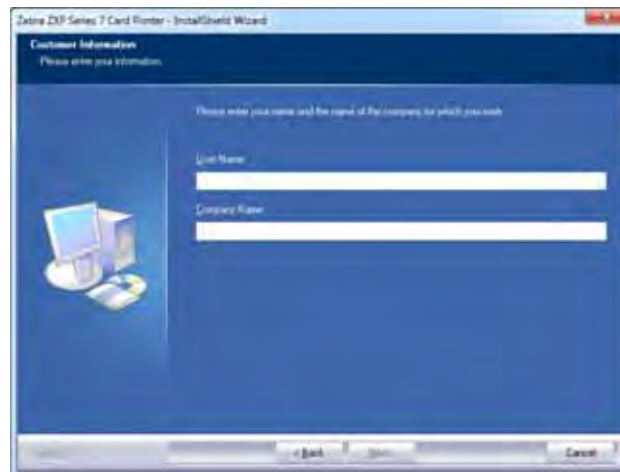 Zebra ZXP Series 7 Card Printer - InstallShield Wizard
Customer Information
Please enter your information.
Please enter your name and the name of the company for which you work.
User Name
Company Name
< Back
Cancel